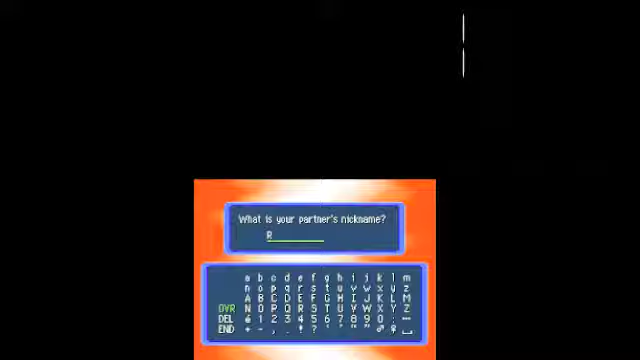 What is your partner's nickname?
R
a b c d e f g h i j k l m
n o p q r s t u v w x y z
A B C D E F G H I J K L M
OVR N O P Q R S T U V W X Y Z
DEL é 1 2 3 4 5 6 7 8 9 0 : …
END + - , . ! ? ‘ ’ “ ” ♂ ♀ ⌴